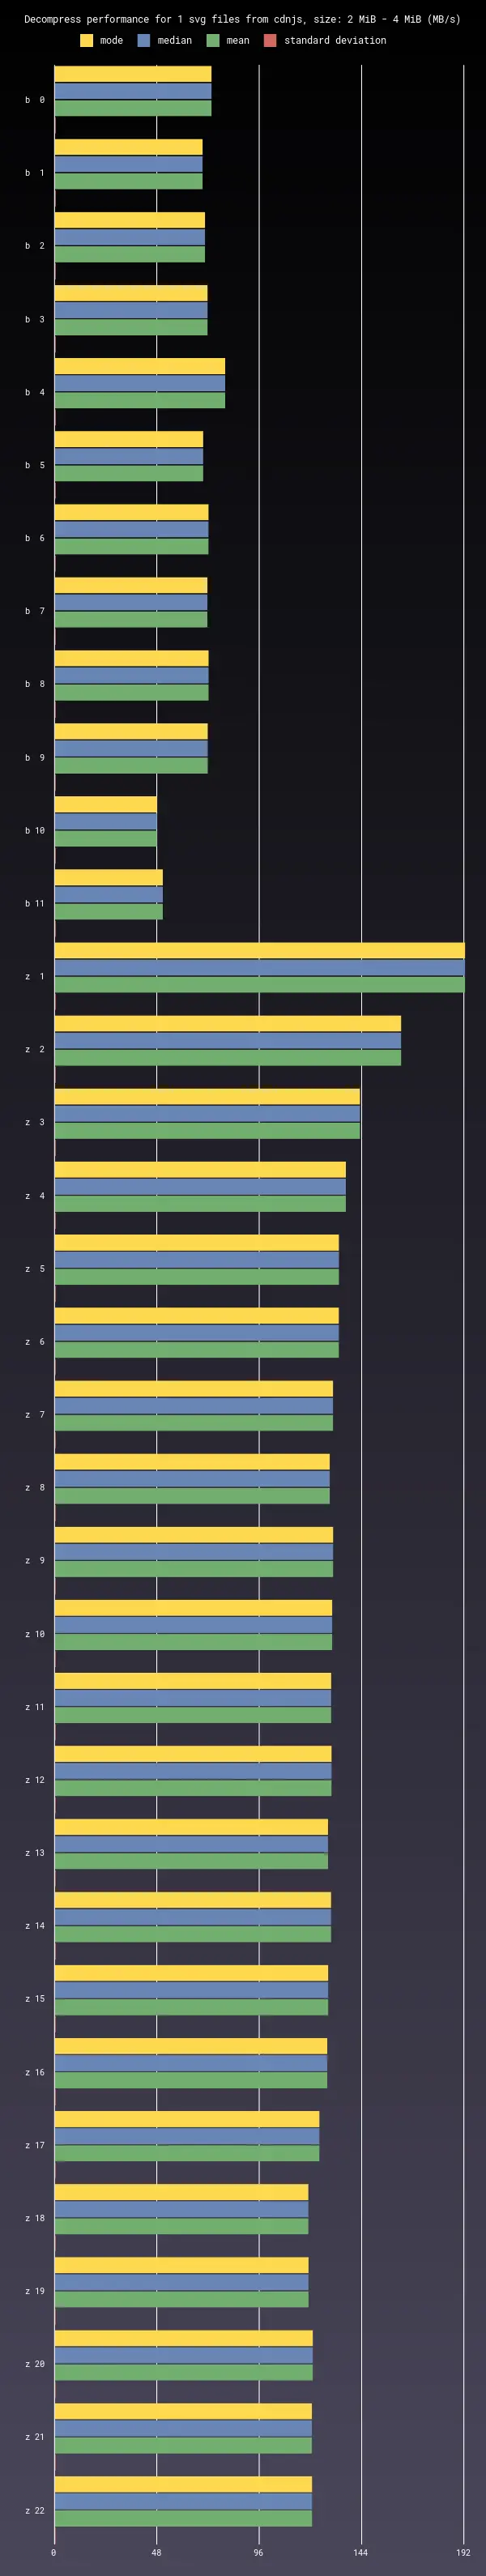 Decompress performance for 1 svg files from cdnjs, size: 2 MiB - 4 MiB (MB/s)
mode median mean standard deviation
b 0
b 1
b 2
b 3
b 4
b 5
b 6
b 7
b 8
b 9
b 10
b 11
z 1
z 2
z 3
z 4
z 5
z 6
z 7
z 8
z 9
z 10
z 11
z 12
z 13
z 14
z 15
z 16
z 17
z 18
z 19
z 20
z 21
z 22
0 48 96 144 192